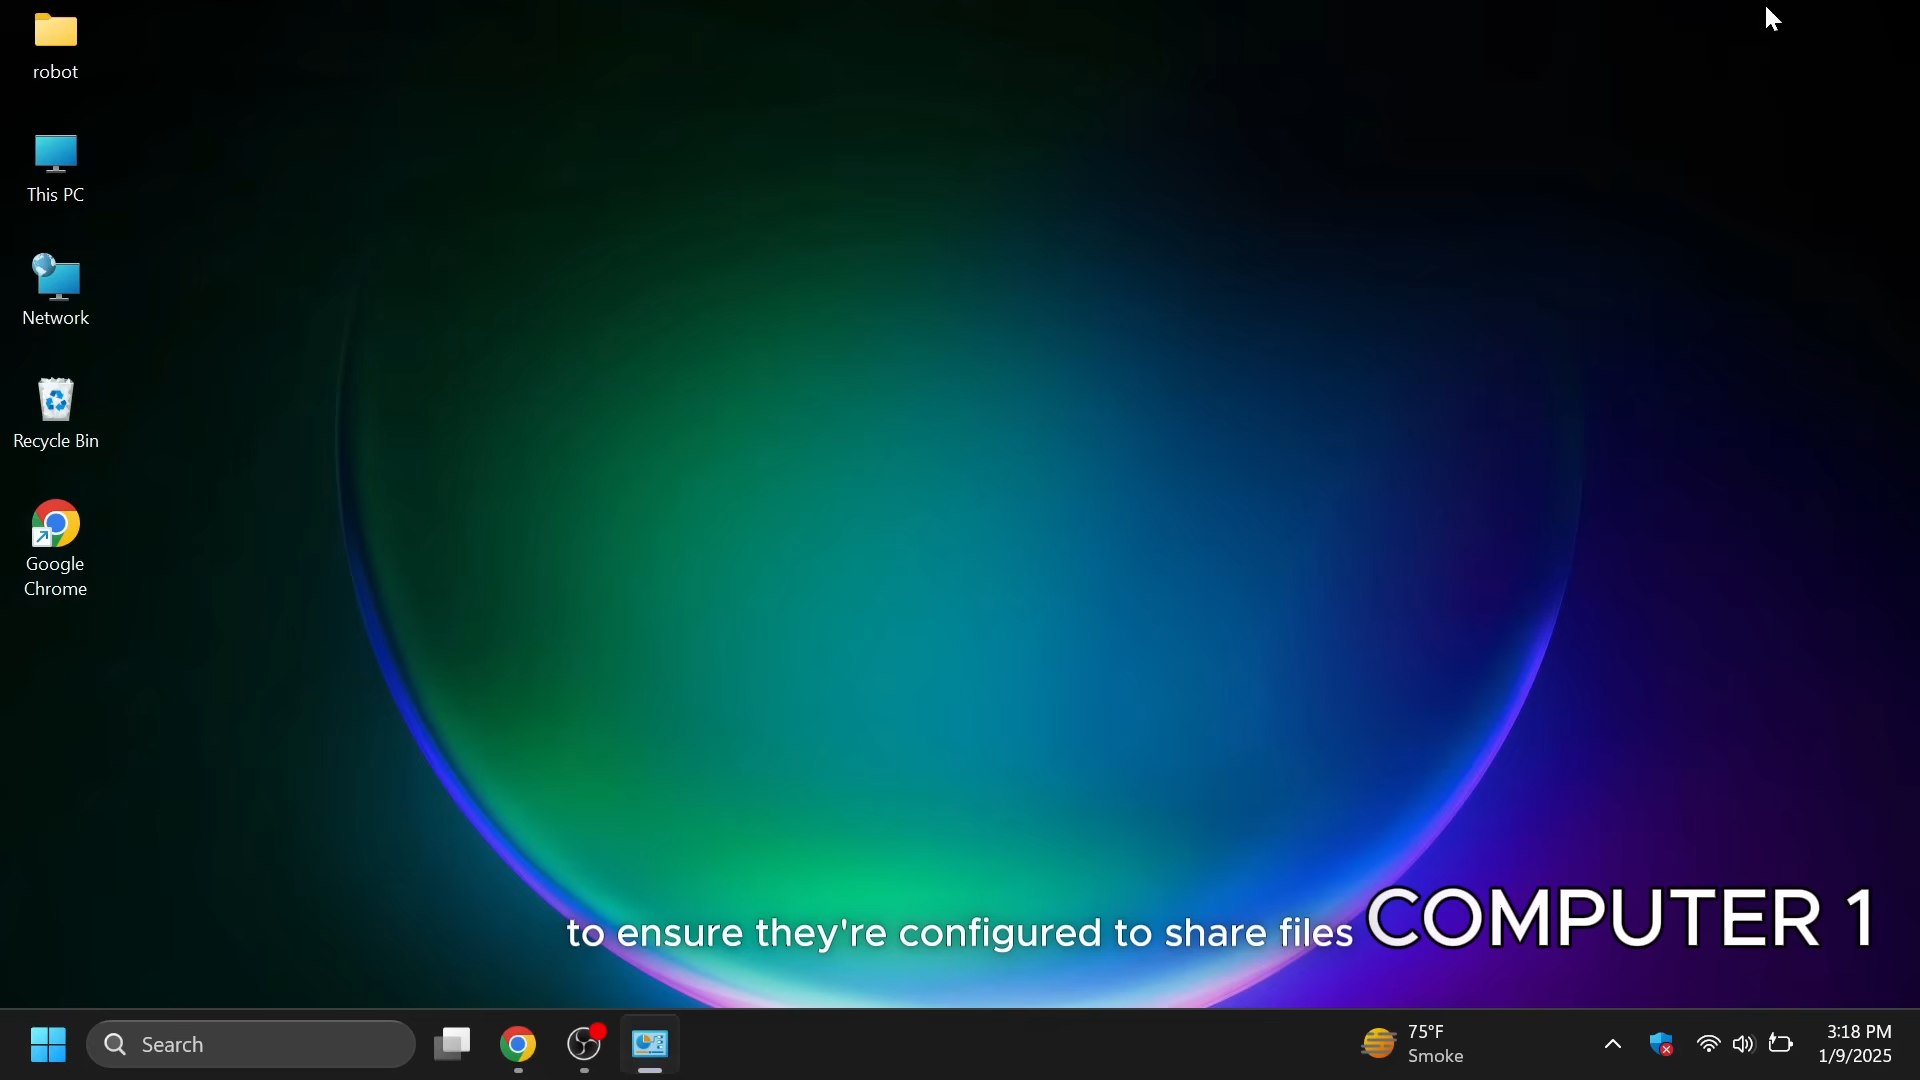 robot
This PC
Network
Recycle Bin
Google
Chrome
to ensure they're configured to share files
COMPUTER 1
Search
75°F
Smoke
3:18 PM
1/9/2025